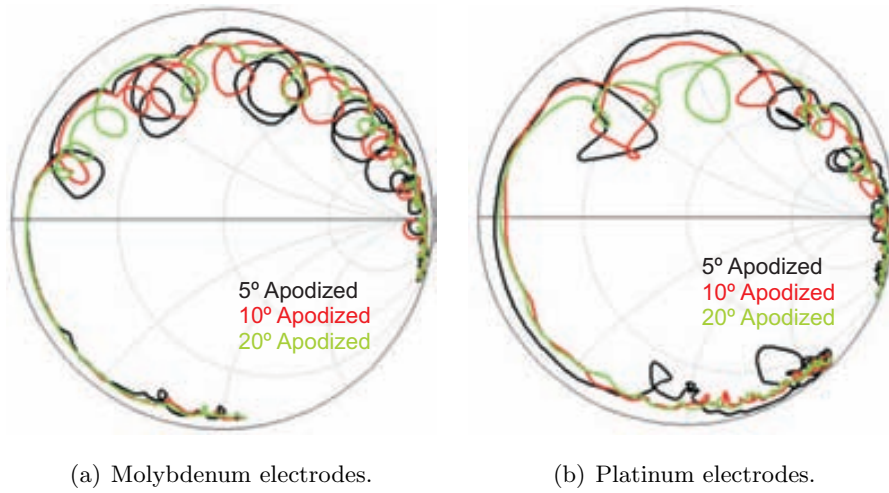 5º Apodized
10º Apodized
20º Apodized
5º Apodized
10º Apodized
20º Apodized
(a) Molybdenum electrodes.
(b) Platinum electrodes.